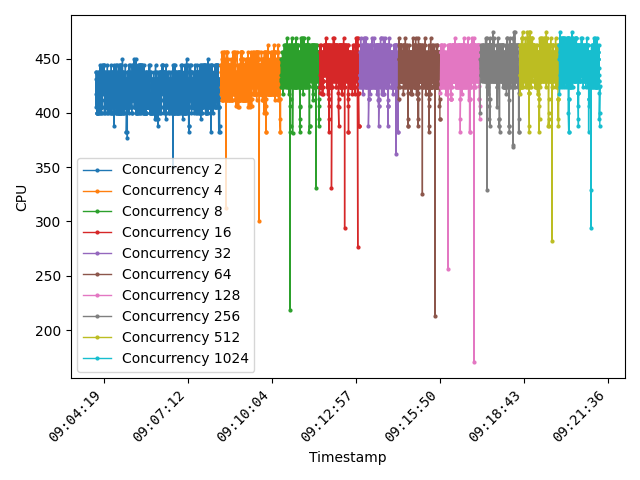 450
400
350
300
250
200
CPU
Concurrency 2
Concurrency 4
Concurrency 8
Concurrency 16
Concurrency 32
Concurrency 64
Concurrency 128
Concurrency 256
Concurrency 512
Concurrency 1024
09:04:19
09:07:12
09:10:04
09:12:57
09:15:50
09:18:43
09:21:36
Timestamp